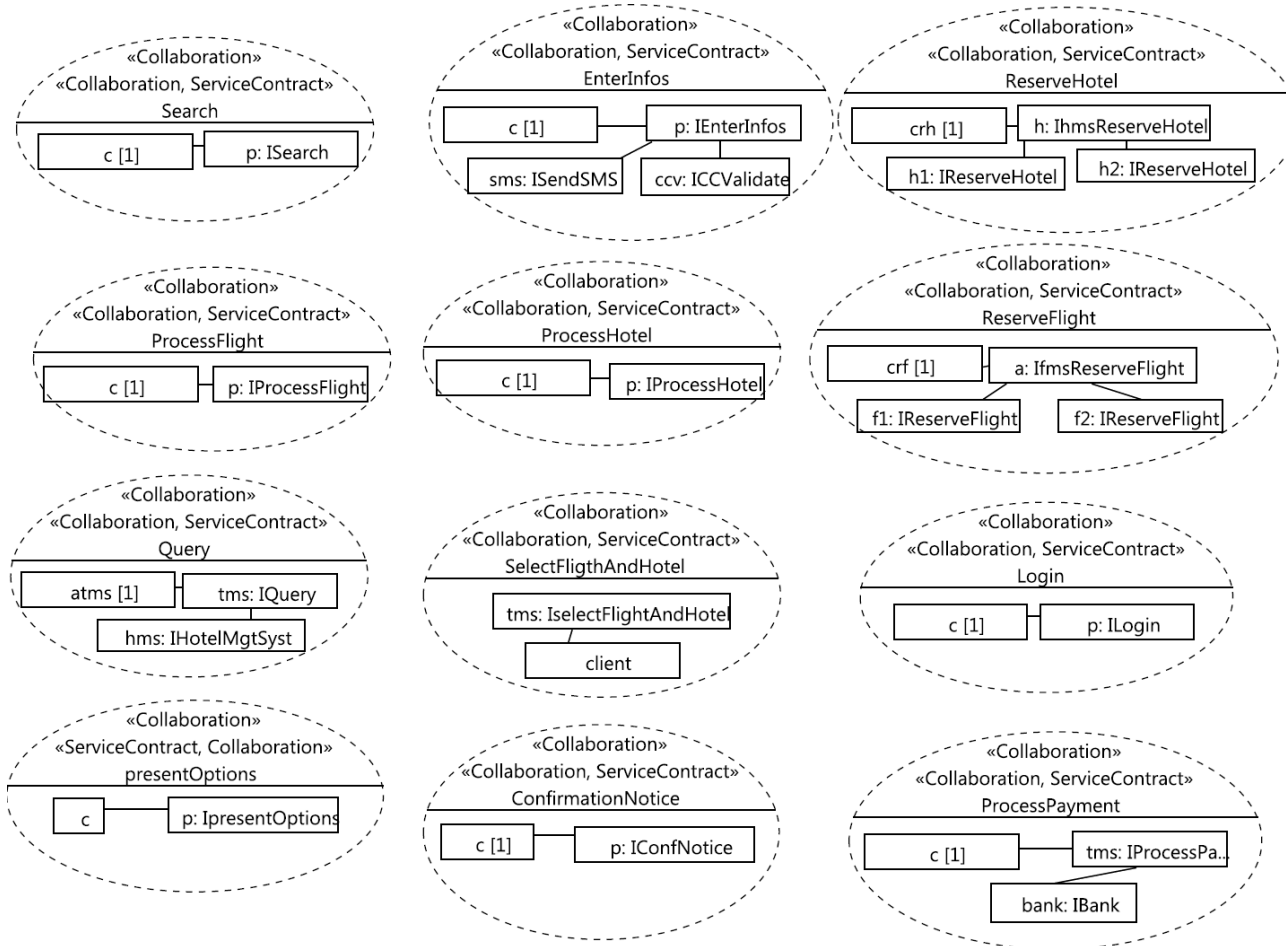 «Collaboration»
«Collaboration, ServiceContract»
Search
c [1]
p: ISearch
«Collaboration»
«Collaboration, ServiceContract»
EnterInfos
c [1]
p: IEnterInfos
sms: ISendSMS
ccv: ICCValidate
«Collaboration»
«Collaboration, ServiceContract»
ReserveHotel
crh [1]
h: IhmsReserveHotel
h1: IReserveHotel
h2: IReserveHotel
«Collaboration»
«Collaboration, ServiceContract»
ProcessFlight
c [1]
p: IProcessFlight
«Collaboration»
«Collaboration, ServiceContract»
ProcessHotel
c [1]
p: IProcessHotel
«Collaboration»
«Collaboration, ServiceContract»
ReserveFlight
crf [1]
a: IfmsReserveFlight
f1: IReserveFlight
f2: IReserveFlight
«Collaboration»
«Collaboration, ServiceContract»
Query
atms [1]
tms: IQuery
hms: IHotelMgtSyst
«Collaboration»
«Collaboration, ServiceContract»
SelectFligthAndHotel
tms: IselectFlightAndHotel
client
«Collaboration»
«Collaboration, ServiceContract»
Login
c [1]
p: ILogin
«Collaboration»
«ServiceContract, Collaboration»
presentOptions
c
p: IpresentOptions
«Collaboration»
«Collaboration, ServiceContract»
ConfirmationNotice
c [1]
p: IConfNotice
«Collaboration»
«Collaboration, ServiceContract»
ProcessPayment
c [1]
tms: IProcessPa...
bank: IBank